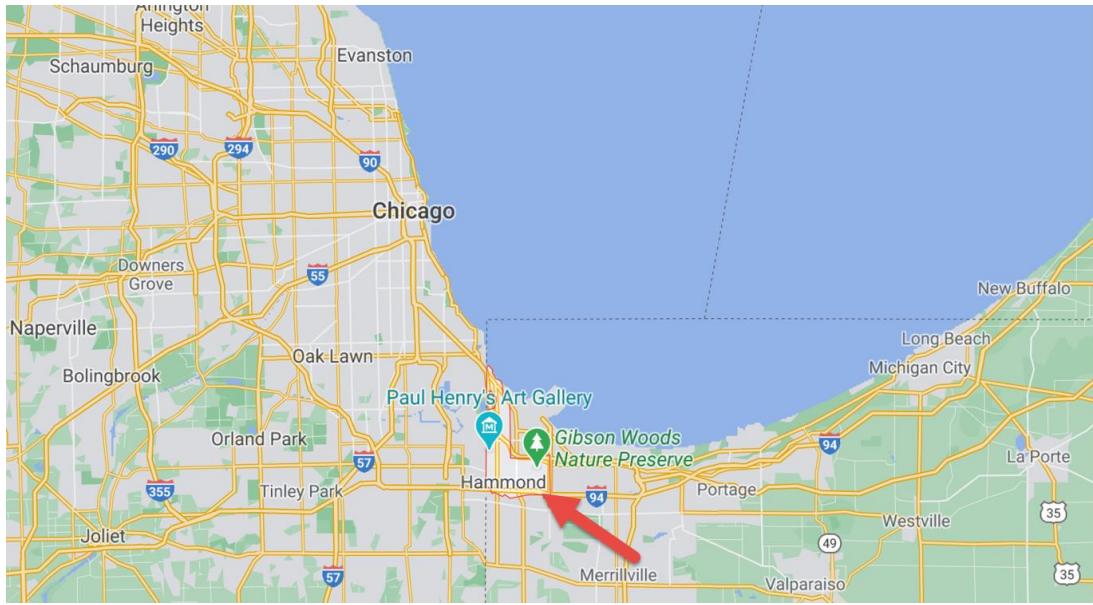 Arlington
Heights
Schaumburg
Evanston
290
294
90
Chicago
Downers
Grove
55
New Buffalo
Naperville
Long Beach
Oak Lawn
Michigan City
Bolingbrook
Paul Henry's Art Gallery
M
Orland Park
Gibson Woods
Nature Preserve
94
57
La Porte
Hammond
355
Tinley Park
94
Portage
35
Westville
Joliet
49
57
Merrillville
35
Valparaiso